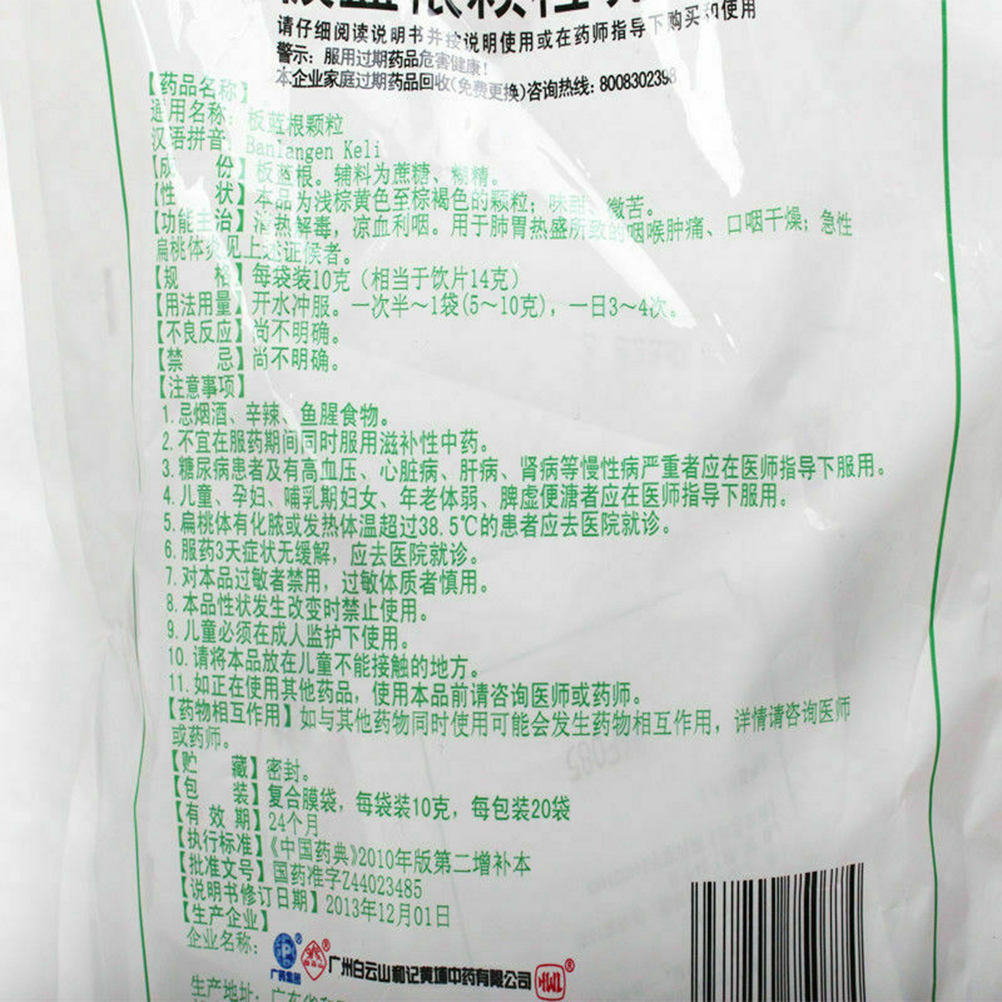 请仔细阅读说明书并按说明使用或在药师指导下购买和使用
警示：服用过期药品危害健康！
本企业家庭过期药品回收(免费更换)咨询热线：8008302398
【药品名称】
通用名称：板蓝根颗粒
汉语拼音：Banlangen Keli
【成 份】板蓝根。辅料为蔗糖、糊精。
【性 状】本品为浅棕黄色至棕褐色的颗粒；味甜、微苦。
【功能主治】清热解毒，凉血利咽。用于肺胃热盛所致的咽喉肿痛、口咽干燥；急性
扁桃体炎见上述证候者。
【规 格】每袋装10克（相当于饮片14克）
【用法用量】开水冲服。一次半～1袋(5～10克)，一日3～4次。
【不良反应】尚不明确。
【禁 忌】尚不明确。
【注意事项】
1.忌烟酒、辛辣、鱼腥食物。
2.不宜在服药期间同时服用滋补性中药。
3.糖尿病患者及有高血压、心脏病、肝病、肾病等慢性病严重者应在医师指导下服用。
4.儿童、孕妇、哺乳期妇女、年老体弱、脾虚便溏者应在医师指导下服用。
5.扁桃体有化脓或发热体温超过38.5℃的患者应去医院就诊。
6.服药3天症状无缓解，应去医院就诊。
7.对本品过敏者禁用，过敏体质者慎用。
8.本品性状发生改变时禁止使用。
9.儿童必须在成人监护下使用。
10.请将本品放在儿童不能接触的地方。
11.如正在使用其他药品，使用本品前请咨询医师或药师。
【药物相互作用】如与其他药物同时使用可能会发生药物相互作用，详情请咨询医师
或药师。
【贮 藏】密封。
【包 装】复合膜袋，每袋装10克，每包装20袋
【有 效 期】24个月
【执行标准】《中国药典》2010年版第二增补本
【批准文号】国药准字Z44023485
【说明书修订日期】2013年12月01日
【生产企业】
企业名称：广药集团 广州白云山和记黄埔中药有限公司
生产地址：广东省